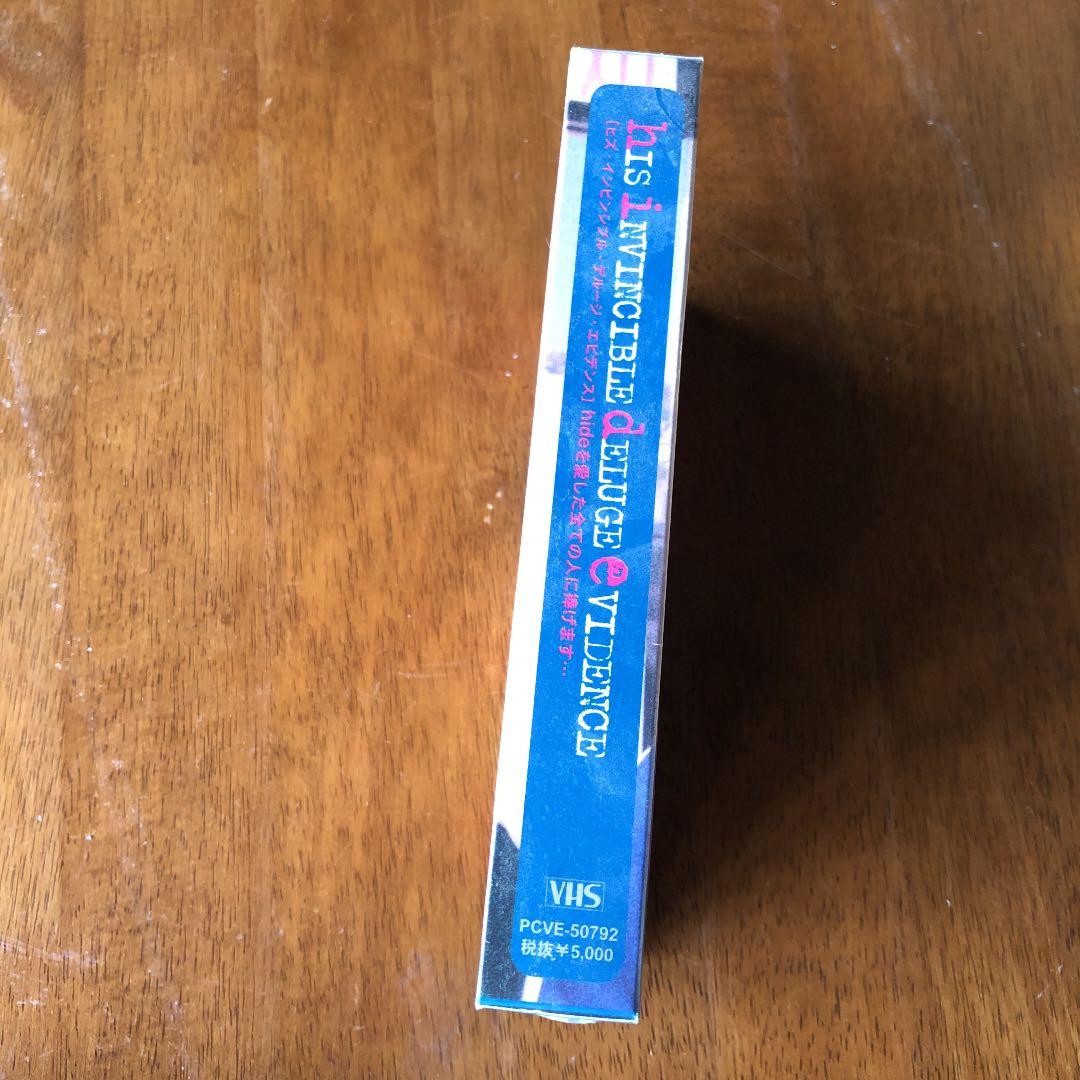 hIS iNVINCIBLE dELUGE eVIDENCE
[ヒズ・インビンシブル・デルージ・エビデンス] hideを愛した全ての人に捧げます…
VHS
PCVE-50792
税抜¥5,000